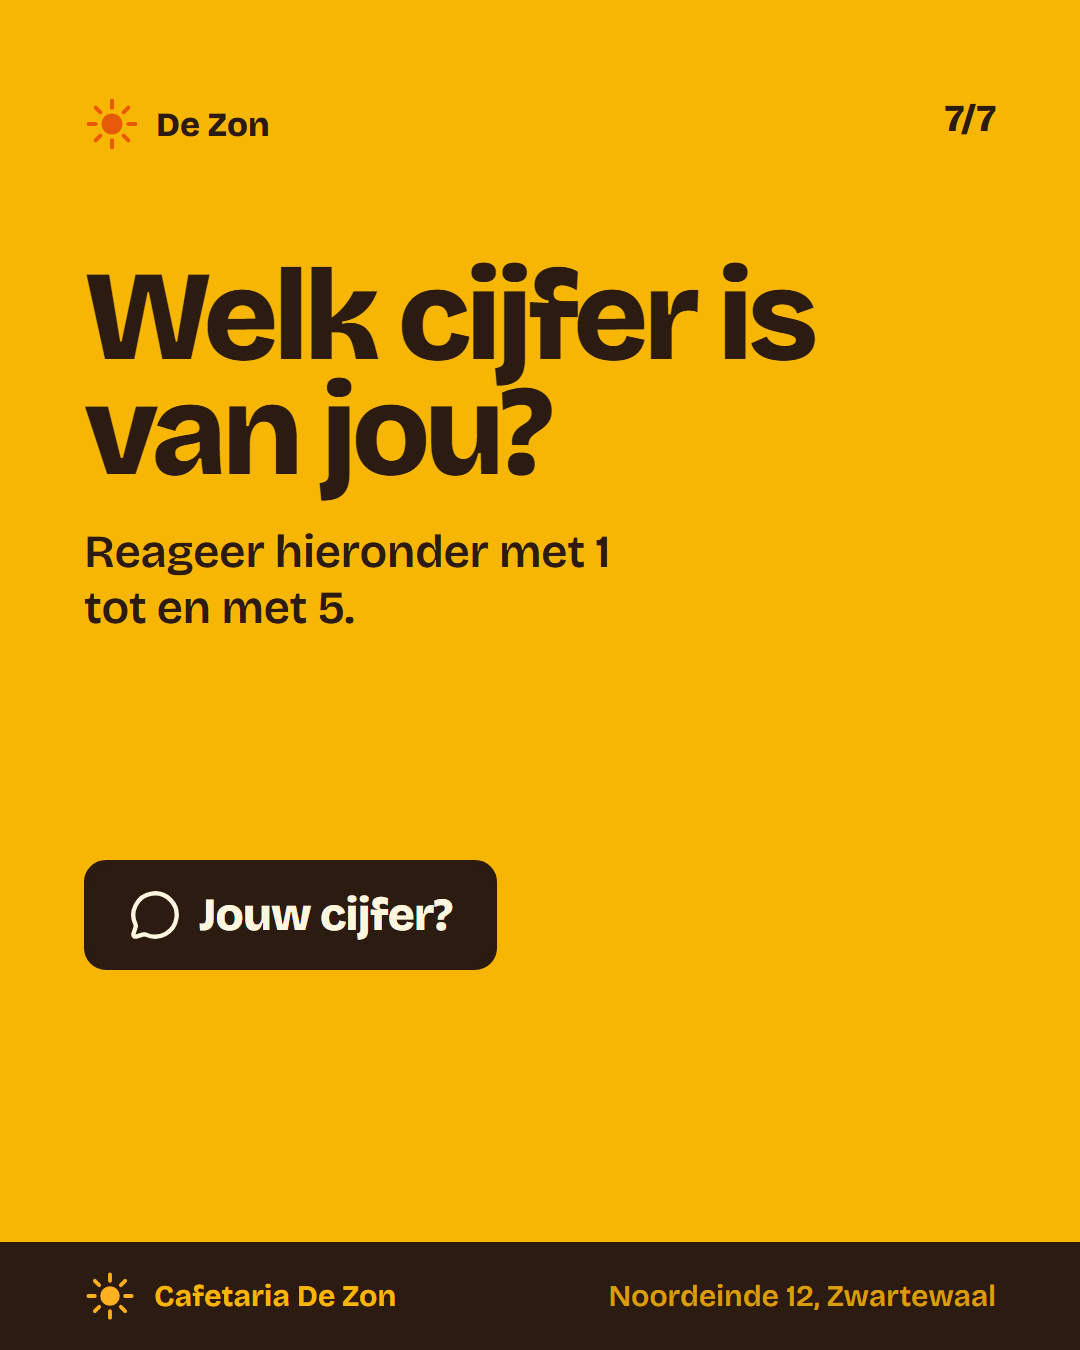 De Zon
7/7
Welk cijfer is
van jou?
Reageer hieronder met 1
tot en met 5.
Jouw cijfer?
Cafetaria De Zon
Noordeinde 12, Zwartewaal